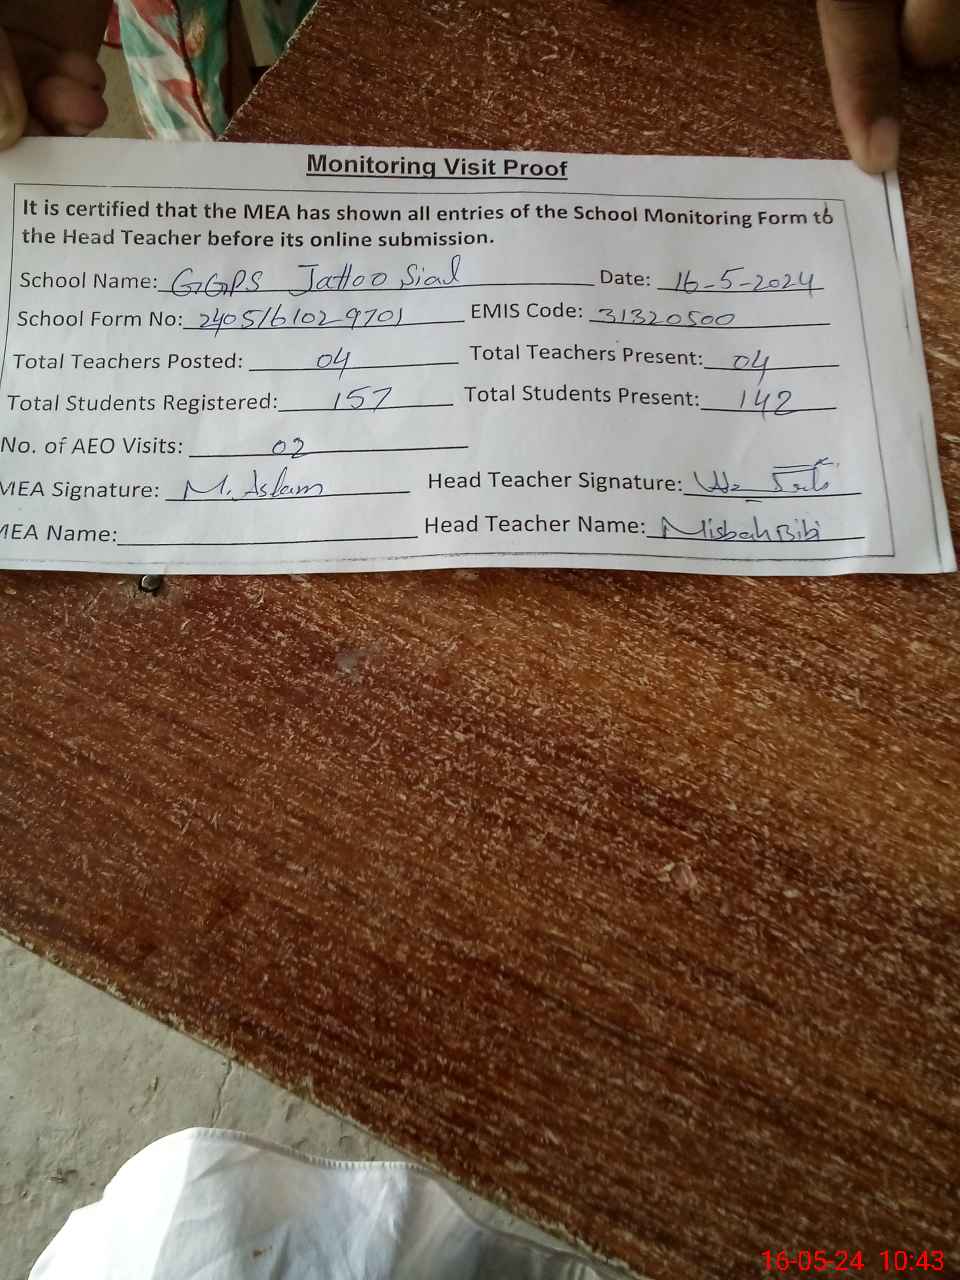 Monitoring Visit Proof
It is certified that the MEA has shown all entries of the School Monitoring Form to
the Head Teacher before its online submission.
School Name: GGPS Jattoo Sial Date: 16-5-2024
School Form No: 2405161029701 EMIS Code: 31320500
Total Teachers Posted: 04 Total Teachers Present: 04
Total Students Registered: 157 Total Students Present: 142
No. of AEO Visits: 02
MEA Signature: M. Aslam Head Teacher Signature:
MEA Name: Head Teacher Name: Misbah Bibi
16-05-24 10:43